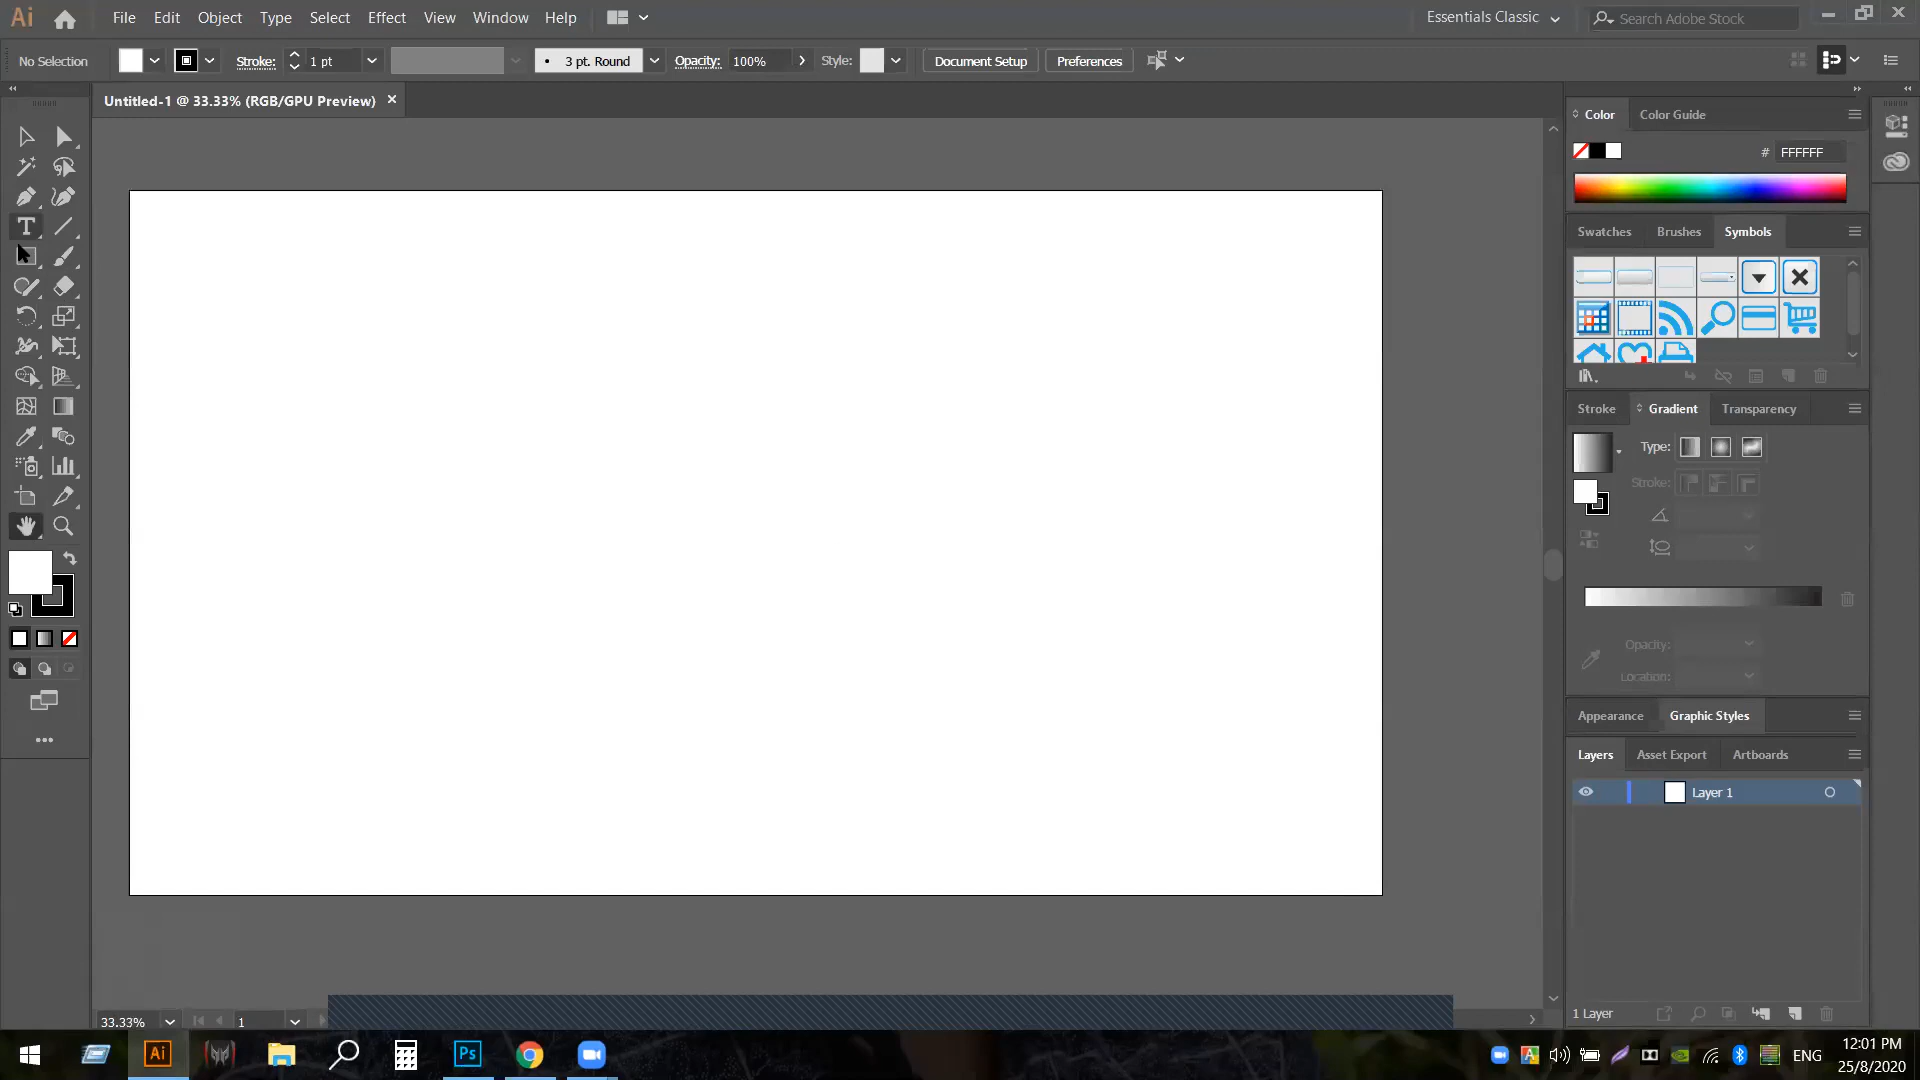 Ai File Edit Object Type Select Effect View Window Help Essentials Classic Search Adobe Stock
No Selection Stroke: 1 pt 3 pt. Round Opacity: 100% Style: Document Setup Preferences
Untitled-1 @ 33.33% (RGB/GPU Preview)
Color Color Guide
# FFFFFF
Swatches Brushes Symbols
Stroke Gradient Transparency
Type:
Stroke:
Opacity:
Location:
Appearance Graphic Styles
Layers Asset Export Artboards
Layer 1
1 Layer
33.33% 1
Ai Ps ENG 12:01 PM
25/8/2020